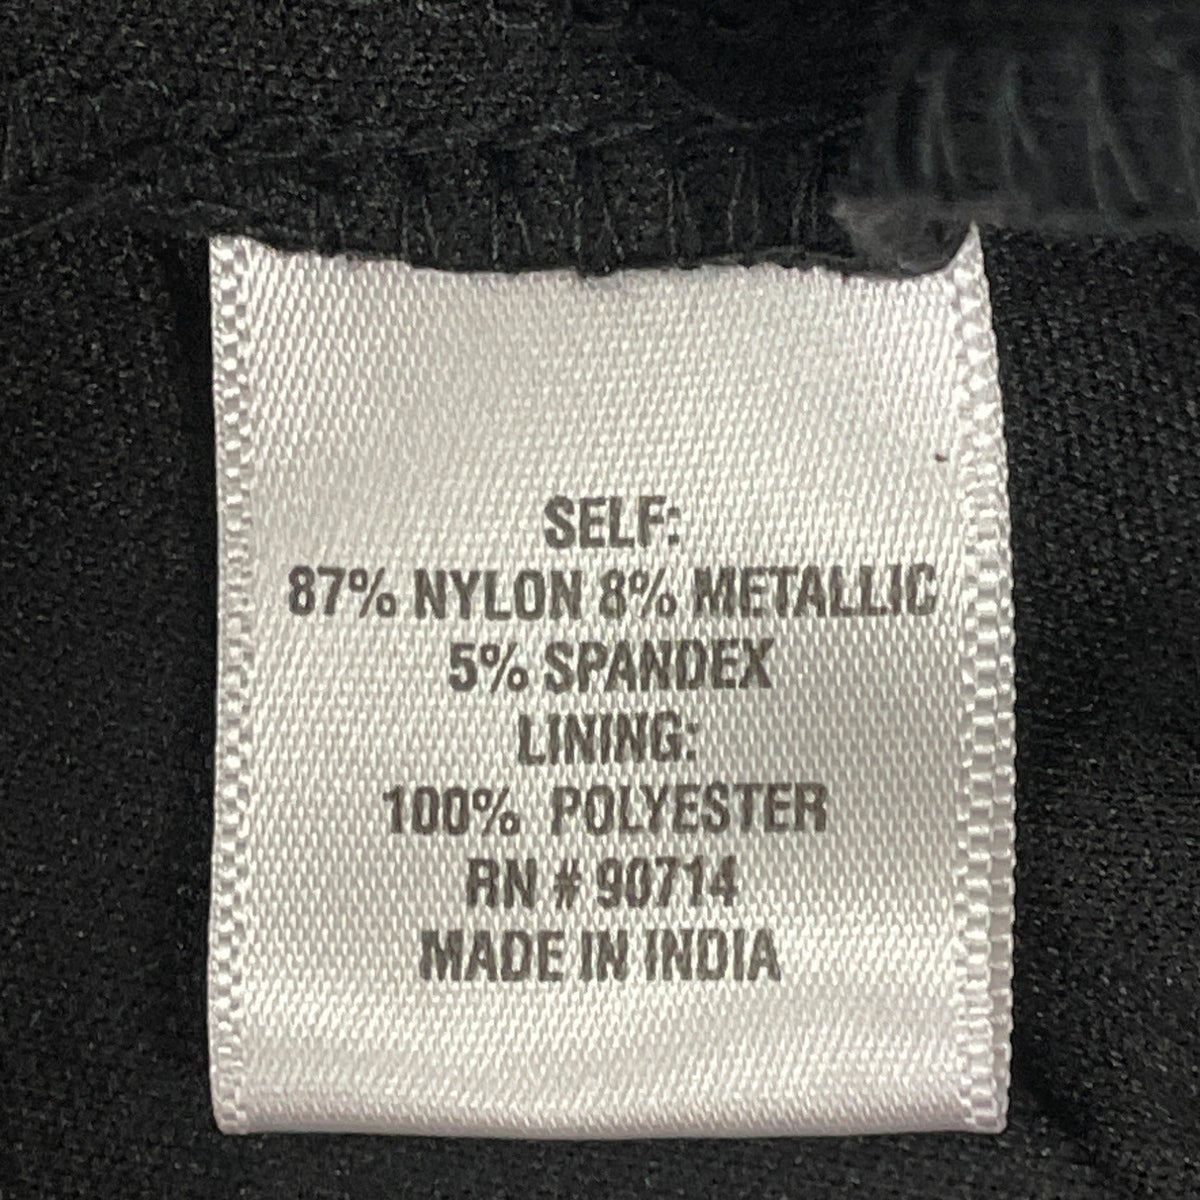 SELF:
87% NYLON 8% METALLIC
5% SPANDEX
LINING:
100% POLYESTER
RN # 90714
MADE IN INDIA